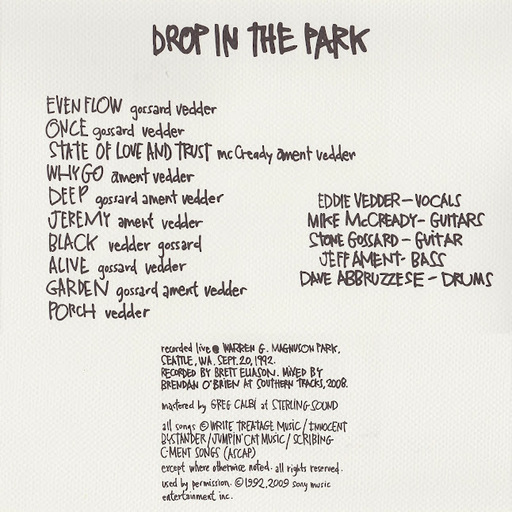 DROP IN THE PARK
EVEN FLOW gossard vedder
ONCE gossard vedder
STATE OF LOVE AND TRUST mcCready ament vedder
WHY GO ament vedder
DEEP gossard ament vedder
JEREMY ament vedder
BLACK vedder gossard
ALIVE gossard vedder
GARDEN gossard ament vedder
PORCH vedder
EDDIE VEDDER – VOCALS
MIKE McCREADY – GUITARS
STONE GOSSARD – GUITAR
JEFF AMENT – BASS
DAVE ABBRUZZESE – DRUMS
recorded live @ WARREN G. MAGNUSON PARK,
SEATTLE, WA. SEPT. 20, 1992.
RECORDED BY BRETT ELIASON. MIXED BY
BRENDAN O'BRIEN AT SOUTHERN TRACKS, 2008.
mastered by GREG CALBI at STERLING SOUND
all songs © WRITE TREATAGE MUSIC / INNOCENT
BYSTANDER / JUMPIN' CAT MUSIC / SCRIBING
C-MENT SONGS (ASCAP)
except where otherwise noted. all rights reserved.
used by permission. © 1992, 2009 sony music
entertainment inc.